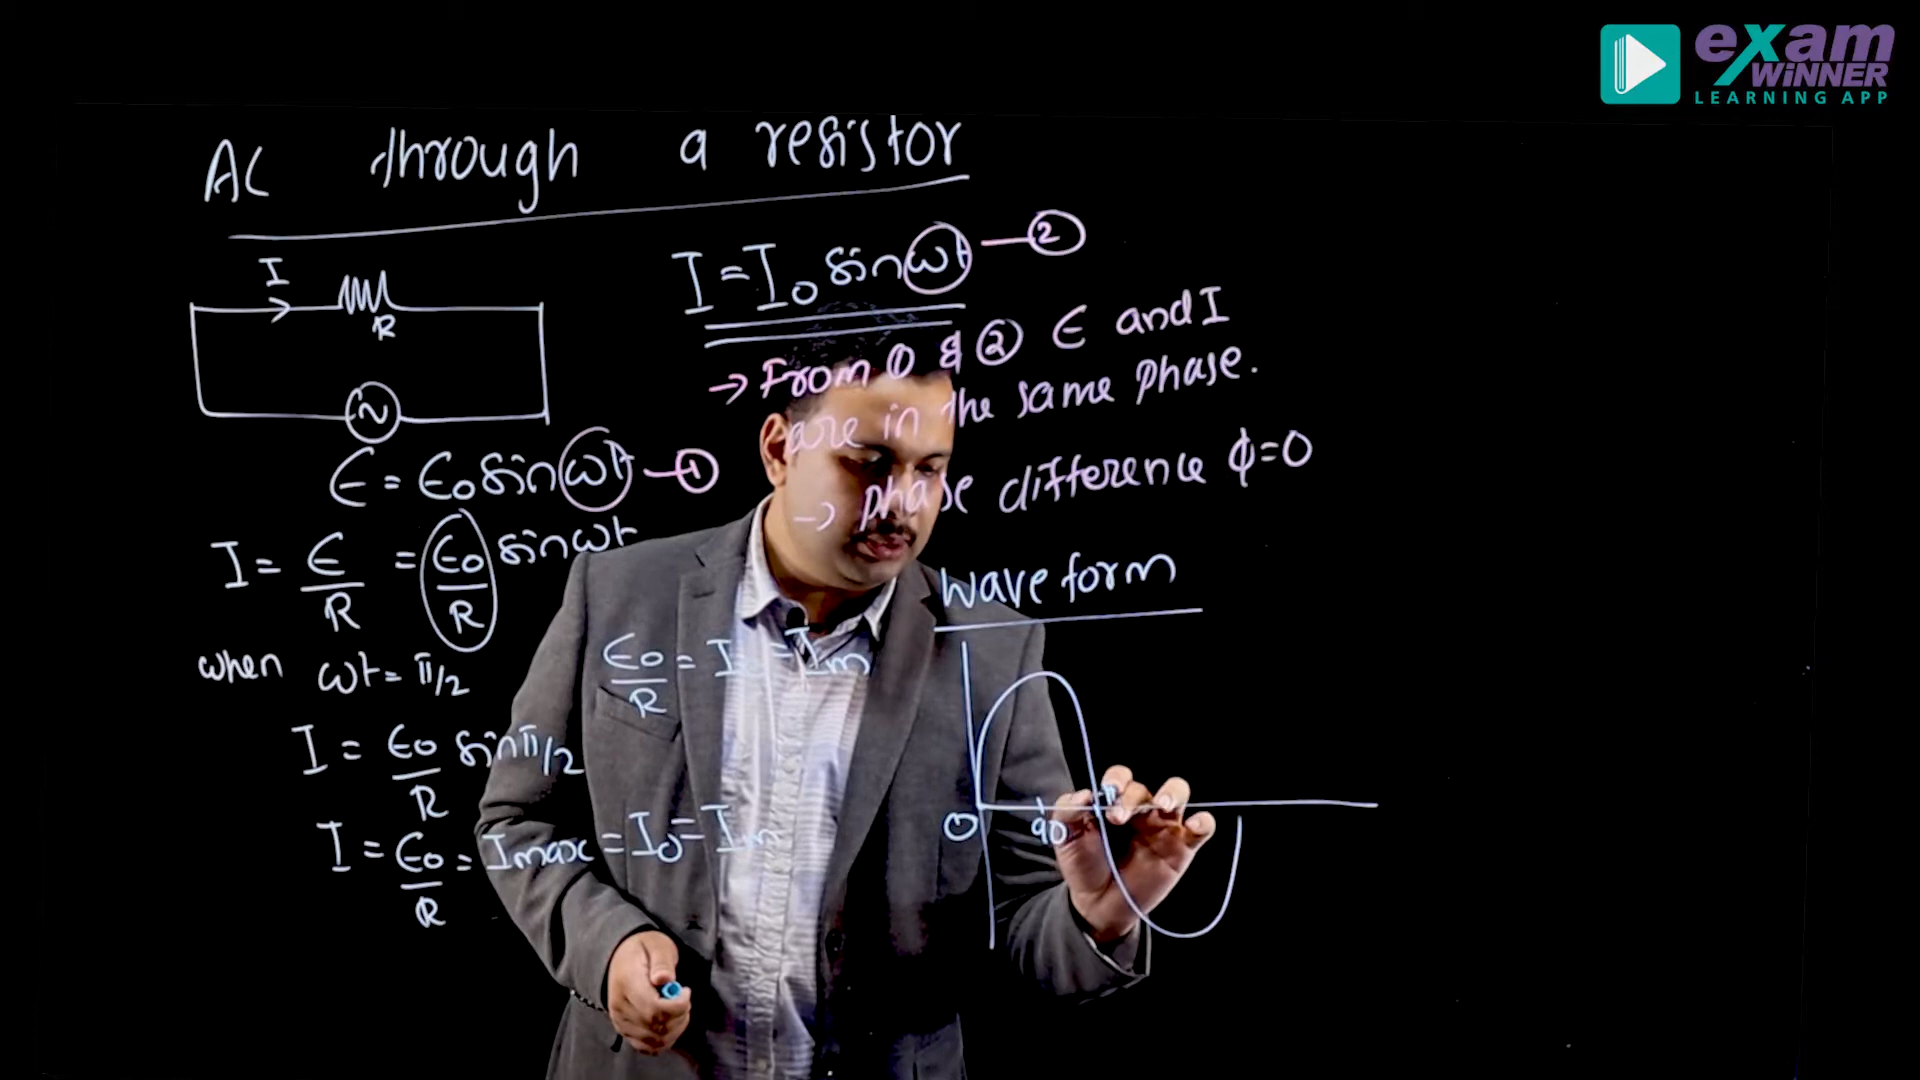 exam
WINNER
LEARNING APP
AC through a resistor
I
R
~
ϵ = ϵ₀ sin ωt — ①
I = ϵ/R = ϵ₀/R sin ωt
when ωt = π/2
I = ϵ₀/R sin π/2
I = ϵ₀/R = Imax = I₀ = Im
ϵ₀/R = I₀ = Im
I = I₀ sin ωt — ②
→ From ① & ② ϵ and I
are in the same phase.
→ phase difference ϕ=0
Wave form
0 90 π